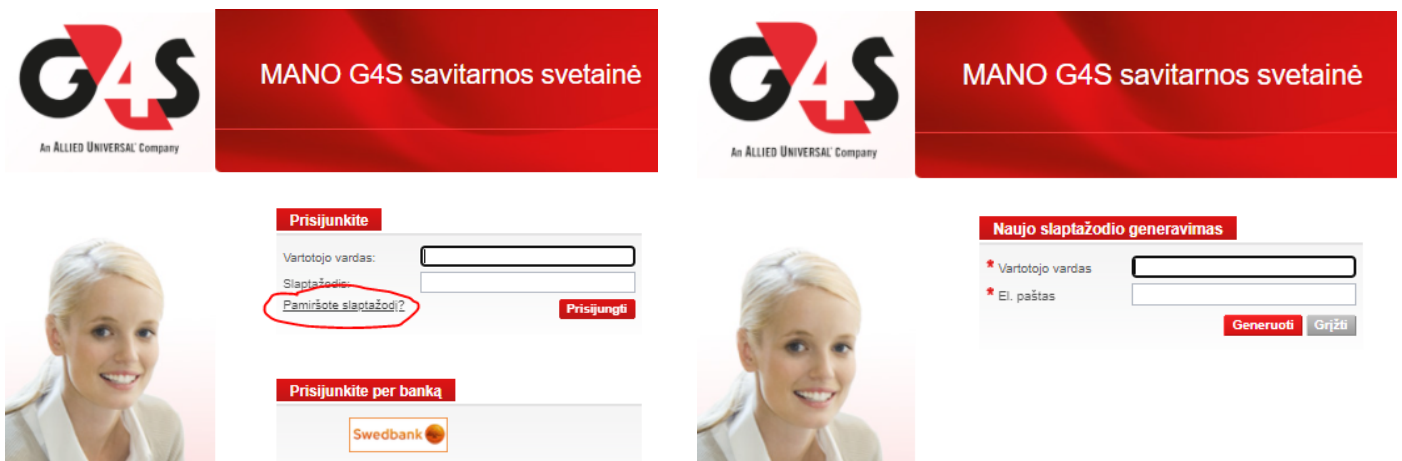 G4S
An ALLIED UNIVERSAL Company
MANO G4S savitarnos svetainė
Prisijunkite
Vartotojo vardas:
Slaptažodis:
Pamiršote slaptažodį?
Prisijungti
Prisijunkite per banką
Swedbank
G4S
An ALLIED UNIVERSAL Company
MANO G4S savitarnos svetainė
Naujo slaptažodio generavimas
* Vartotojo vardas
* El. paštas
Generuoti Grįžti